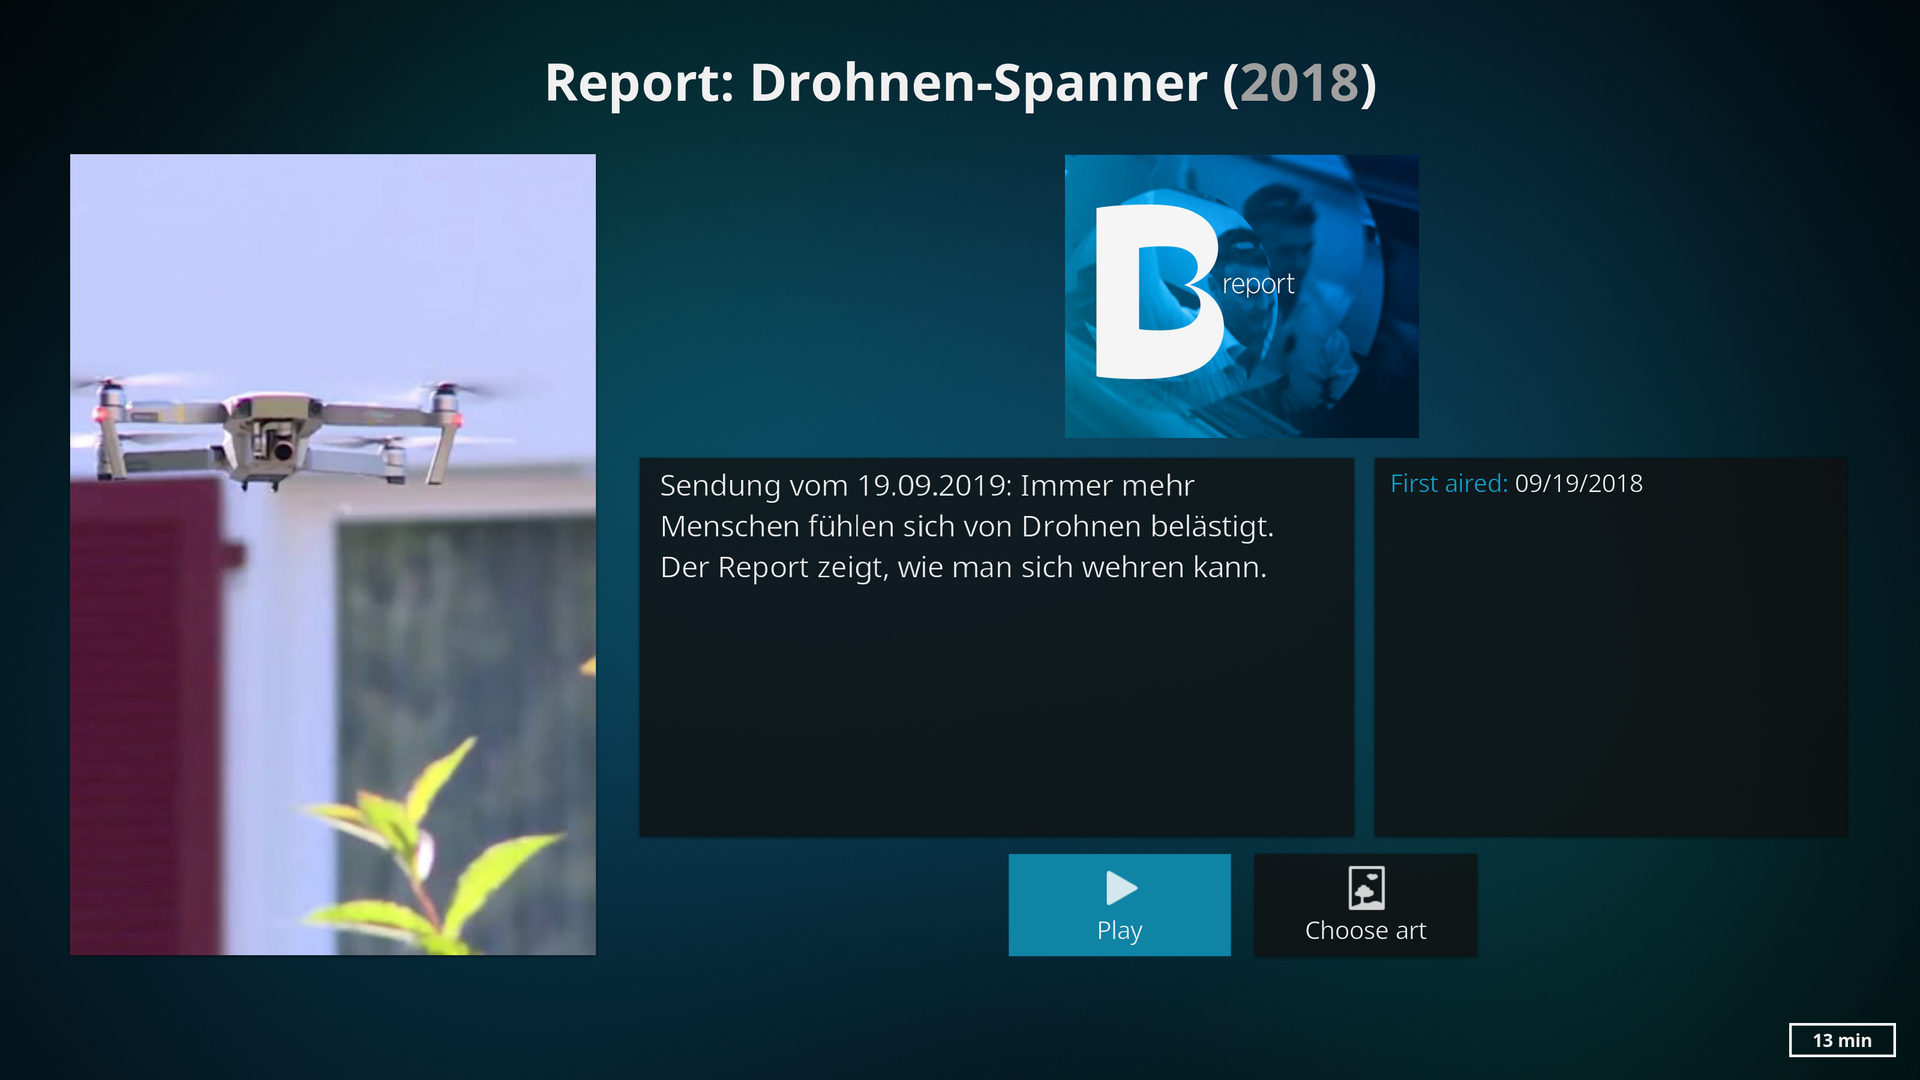 Report: Drohnen-Spanner (2018)
B report
Sendung vom 19.09.2019: Immer mehr
Menschen fühlen sich von Drohnen belästigt.
Der Report zeigt, wie man sich wehren kann.
First aired: 09/19/2018
Play
Choose art
13 min